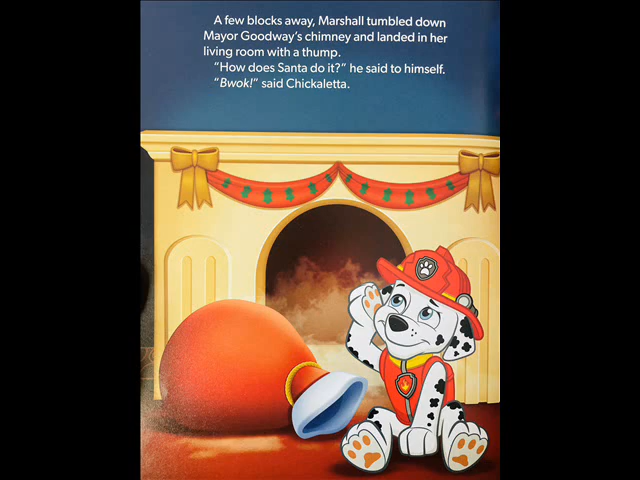 A few blocks away, Marshall tumbled down
Mayor Goodway’s chimney and landed in her
living room with a thump.
“How does Santa do it?” he said to himself.
“Bwok!” said Chickaletta.